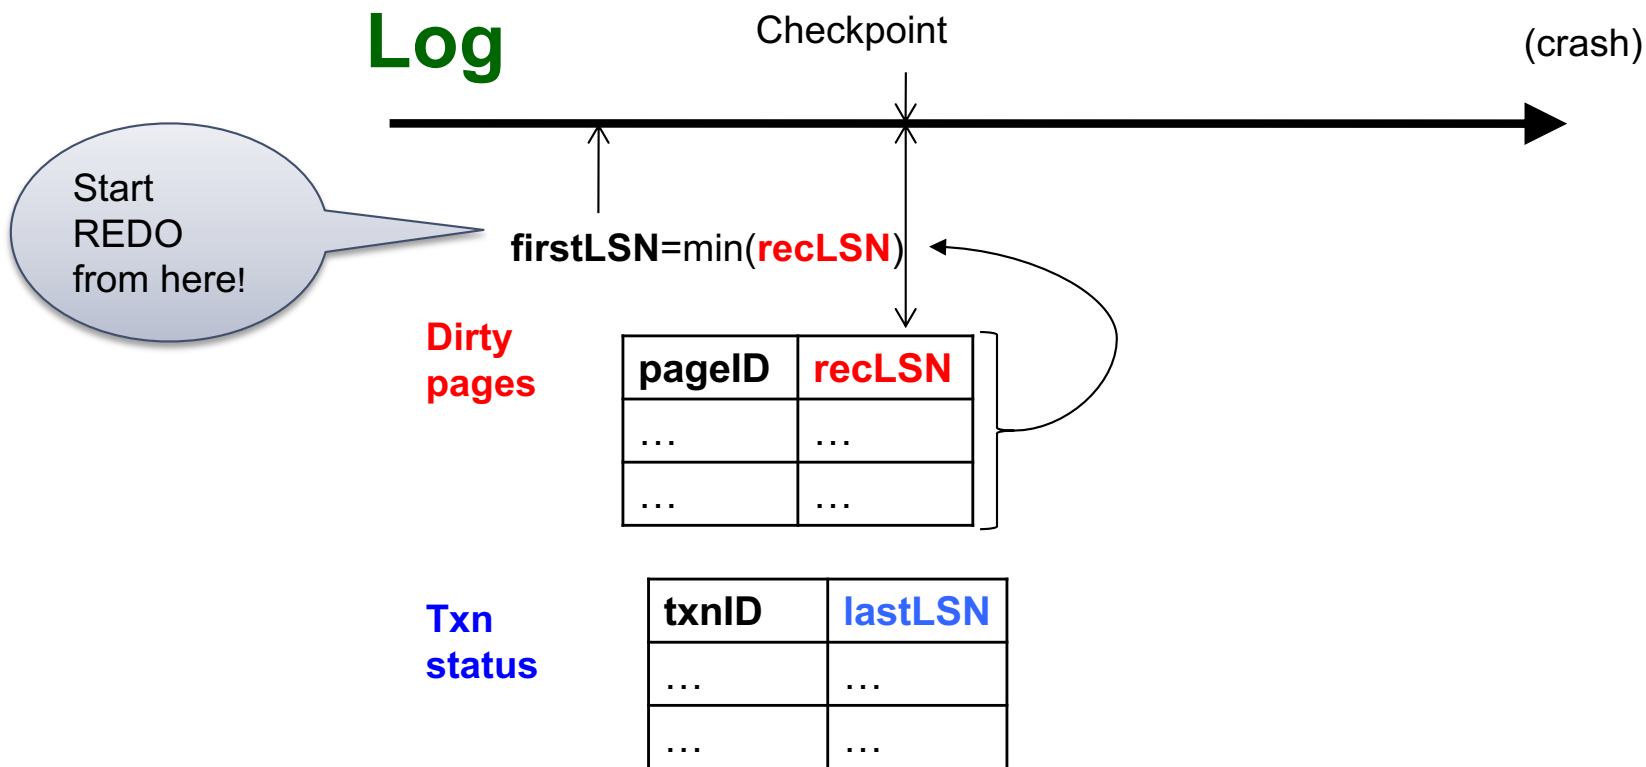 Log
Checkpoint
(crash)
Start
REDO
from here!
firstLSN=min(recLSN)
Dirty
pages
pageID recLSN
... ...
... ...
Txn
status
txnID lastLSN
... ...
... ...